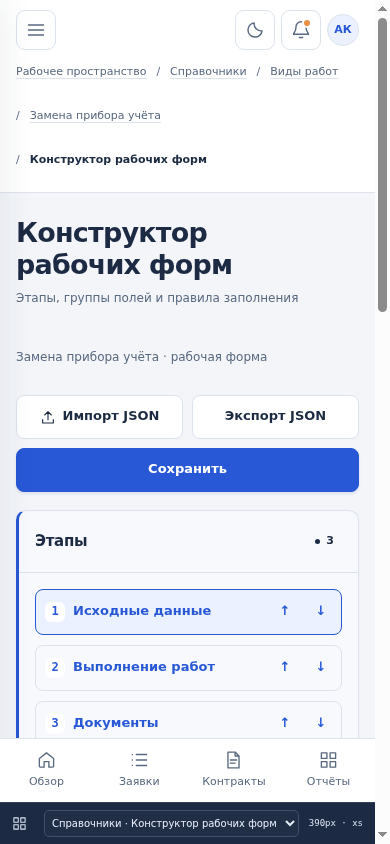 АК
Рабочее пространство / Справочники / Виды работ
/ Замена прибора учёта
/ Конструктор рабочих форм
Конструктор
рабочих форм
Этапы, группы полей и правила заполнения
Замена прибора учёта · рабочая форма
Импорт JSON
Экспорт JSON
Сохранить
Этапы
• 3
1 Исходные данные ↑ ↓
2 Выполнение работ ↑ ↓
3 Документы ↑ ↓
Обзор Заявки Контракты Отчёты
Справочники · Конструктор рабочих форм 390px · xs